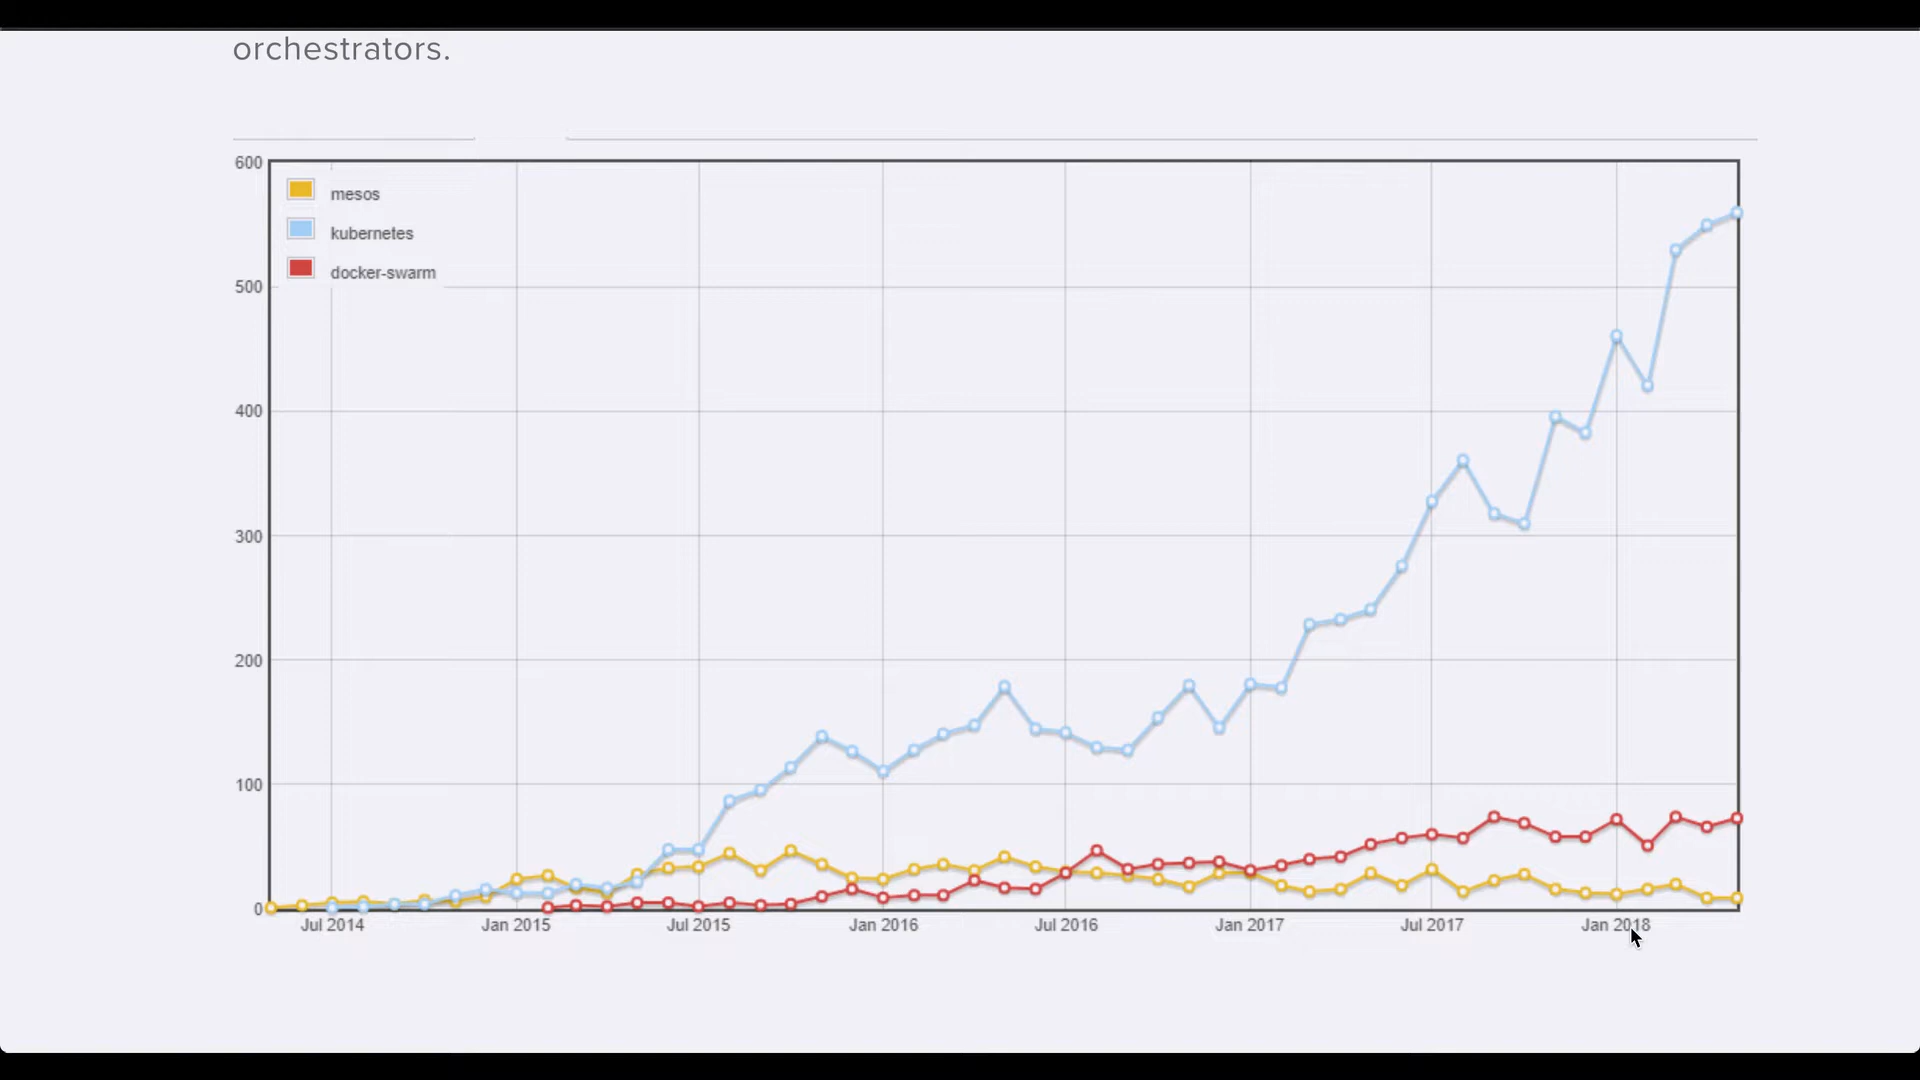 orchestrators.
600
mesos
kubernetes
docker-swarm
500
400
300
200
100
0
Jul 2014 Jan 2015 Jul 2015 Jan 2016 Jul 2016 Jan 2017 Jul 2017 Jan 2018